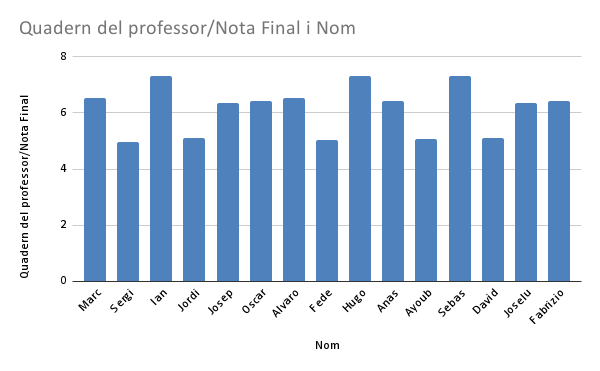 Quadern del professor/Nota Final i Nom
Quadern del professor/Nota Final
8
6
4
2
0
Marc
Sergi
Ian
Jordi
Josep
Oscar
Alvaro
Fede
Hugo
Anas
Ayoub
Sebas
David
Joselu
Fabrizio
Nom